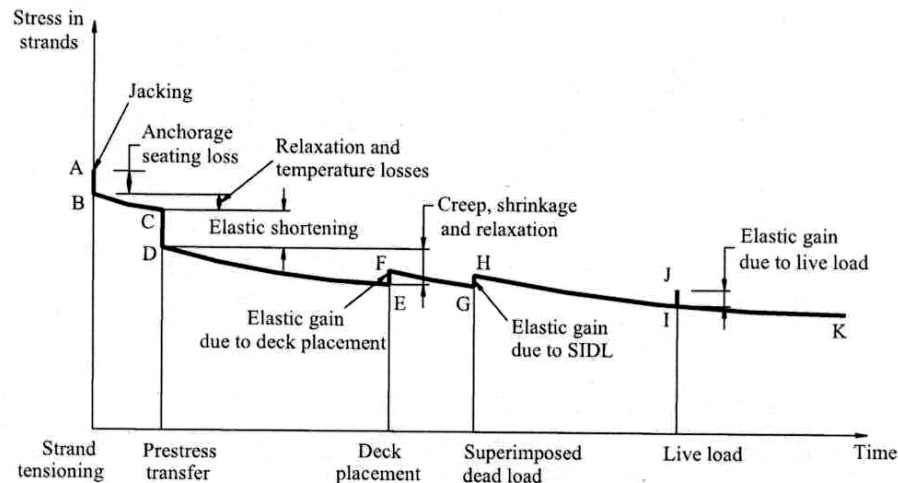 Stress in
strands
Jacking
Anchorage
seating loss
Relaxation and
temperature losses
A
B
C
Elastic shortening
Creep, shrinkage
and relaxation
D
Elastic gain
due to live load
F
H
J
E
G
I
K
Elastic gain
due to deck placement
Elastic gain
due to SIDL
Strand
tensioning
Prestress
transfer
Deck
placement
Superimposed
dead load
Live load
Time